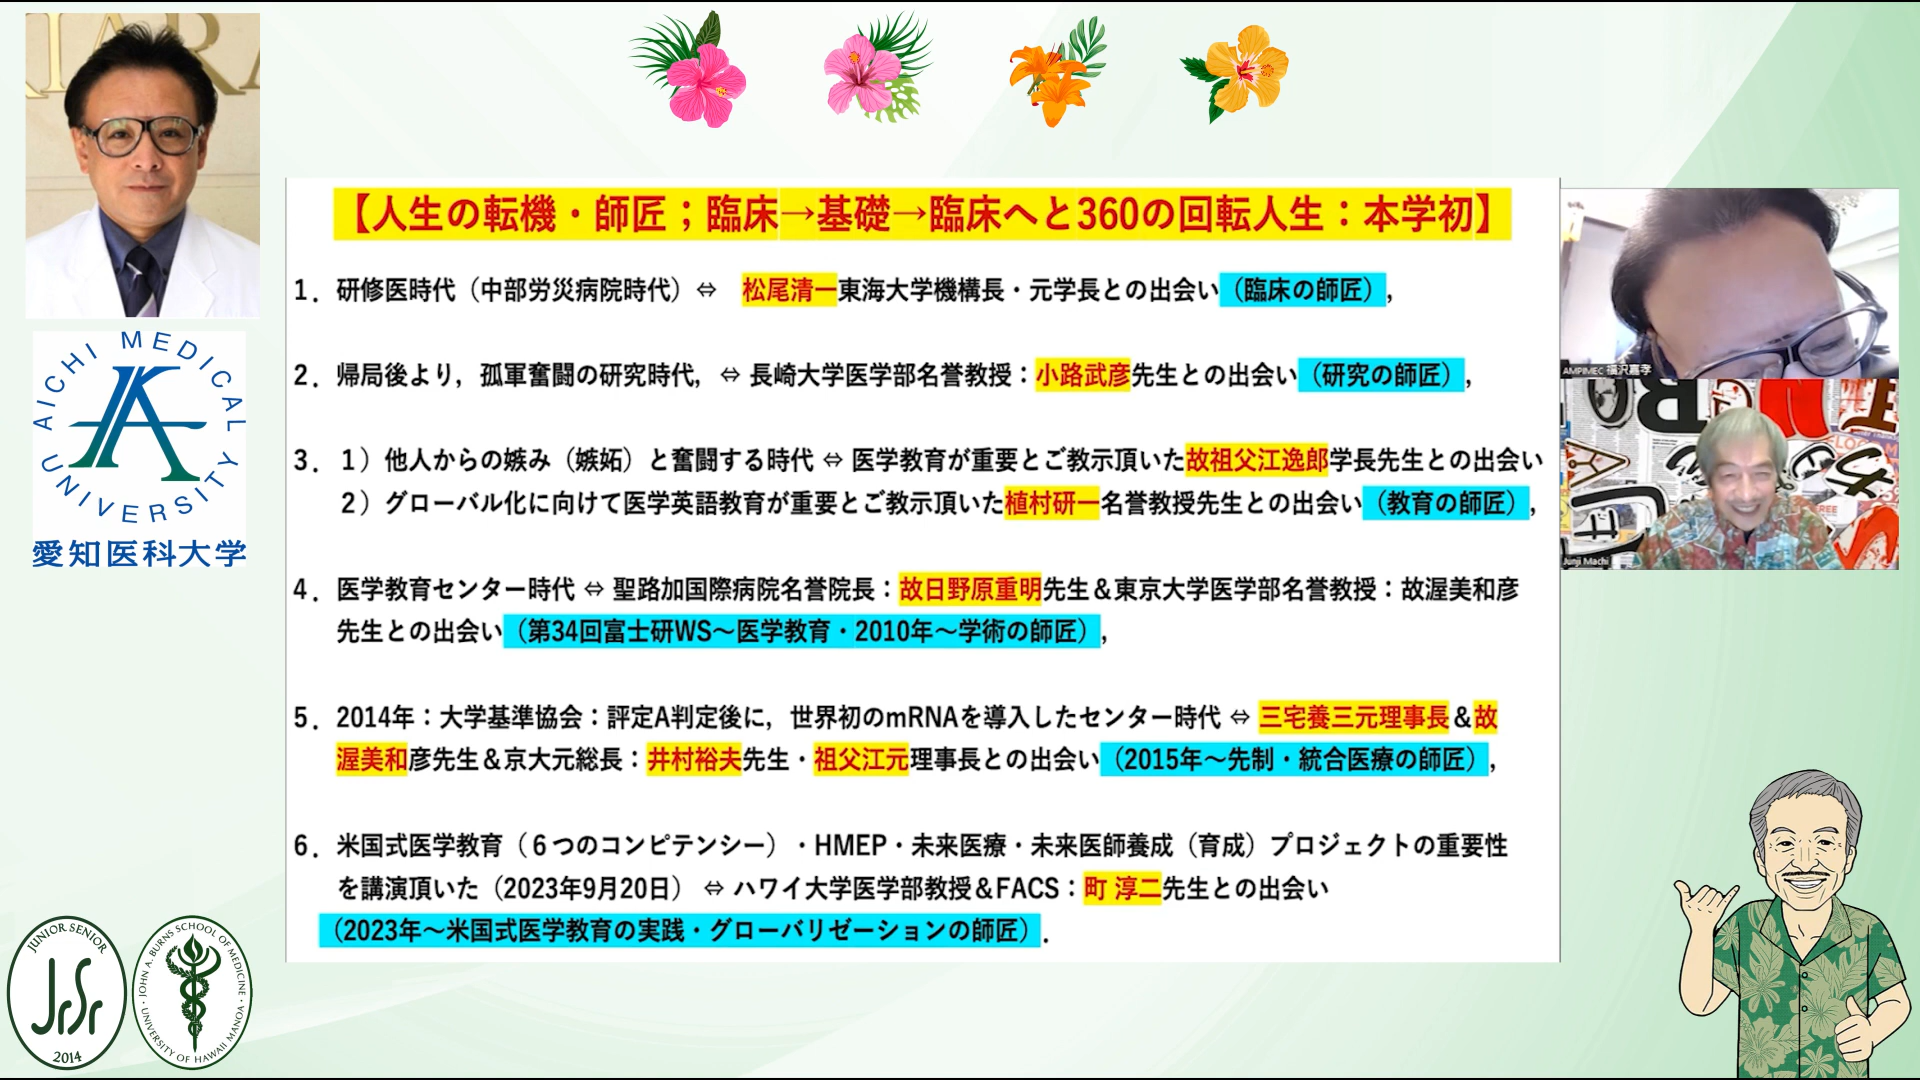 【人生の転機・師匠；臨床→基礎→臨床へと360の回転人生：本学初】
1．研修医時代（中部労災病院時代）⇔　松尾清一東海大学機構長・元学長との出会い（臨床の師匠），
2．帰局後より，孤軍奮闘の研究時代，⇔ 長崎大学医学部名誉教授：小路武彦先生との出会い（研究の師匠），
3．１）他人からの嫉み（嫉妬）と奮闘する時代 ⇔ 医学教育が重要とご教示頂いた故祖父江逸郎学長先生との出会い
２）グローバル化に向けて医学英語教育が重要とご教示頂いた植村研一名誉教授先生との出会い（教育の師匠），
4．医学教育センター時代 ⇔ 聖路加国際病院名誉院長：故日野原重明先生＆東京大学医学部名誉教授：故渥美和彦
先生との出会い（第34回富士研WS～医学教育・2010年～学術の師匠），
5．2014年：大学基準協会：評定A判定後に，世界初のmRNAを導入したセンター時代 ⇔ 三宅養三元理事長＆故
渥美和彦先生＆京大元総長：井村裕夫先生・祖父江元理事長との出会い（2015年～先制・統合医療の師匠），
6．米国式医学教育（６つのコンピテンシー）・HMEP・未来医療・未来医師養成（育成）プロジェクトの重要性
を講演頂いた（2023年9月20日）⇔ ハワイ大学医学部教授＆FACS：町 淳二先生との出会い
（2023年～米国式医学教育の実践・グローバリゼーションの師匠）．
AICHI MEDICAL UNIVERSITY
愛知医科大学
AMPIMEC 福沢嘉孝
Junji Machi
JUNIOR SENIOR
JrSr
2014
JOHN A. BURNS SCHOOL OF MEDICINE
UNIVERSITY OF HAWAII MANOA